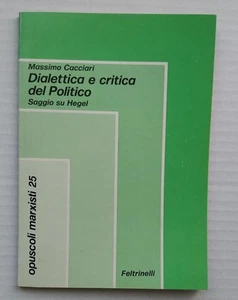 Massimo Cacciari
Dialettica e critica
del Politico
Saggio su Hegel
opuscoli marxisti 25
Feltrinelli